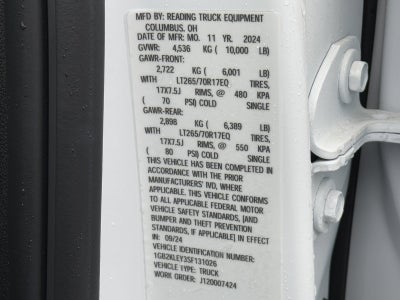 MFD BY: READING TRUCK EQUIPMENT
COLUMBUS, OH
DATE OF MFR: MO. 11 YR. 2024
GVWR: 4,536 KG ( 10,000 LB)
GAWR-FRONT:
2,722 KG ( 6,001 LB)
WITH LT265/70R17EQ TIRES,
17X7.5J RIMS, @ 480 KPA
( 70 PSI) COLD SINGLE
GAWR-REAR:
2,898 KG ( 6,389 LB)
WITH LT265/70R17EQ TIRES,
17X7.5J RIMS, @ 550 KPA
( 80 PSI) COLD SINGLE
THIS VEHICLE HAS BEEN COMPLETED IN
ACCORDANCE WITH THE PRIOR
MANUFACTURERS' IVD, WHERE
APPLICABLE. THIS VEHICLE CONFORMS
TO ALL APPLICABLE FEDERAL MOTOR
VEHICLE SAFETY STANDARDS, [AND
BUMPER AND THEFT PREVENTION
STANDARDS, IF APPLICABLE] IN EFFECT
IN: 09/24
VEHICLE IDENTIFICATION NUMBER:
1GB2KLEY3SF131026
VEHICLE TYPE: TRUCK
WORK ORDER: J120007424